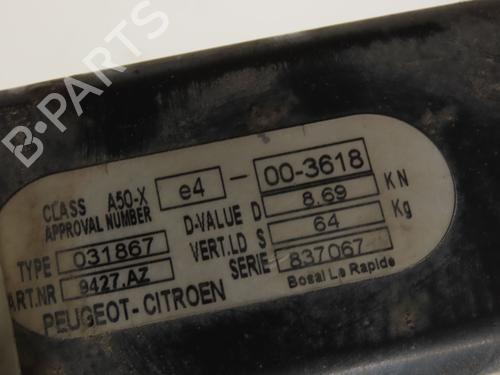 B-PARTS
CLASS A50-X
APPROVAL NUMBER e4 - 00-3618
D-VALUE D 8.69 KN
TYPE 031867 VERT.LD S 64 Kg
ART.NR 9427.AZ SERIE 837067
PEUGEOT-CITROEN Bosal Le Rapide